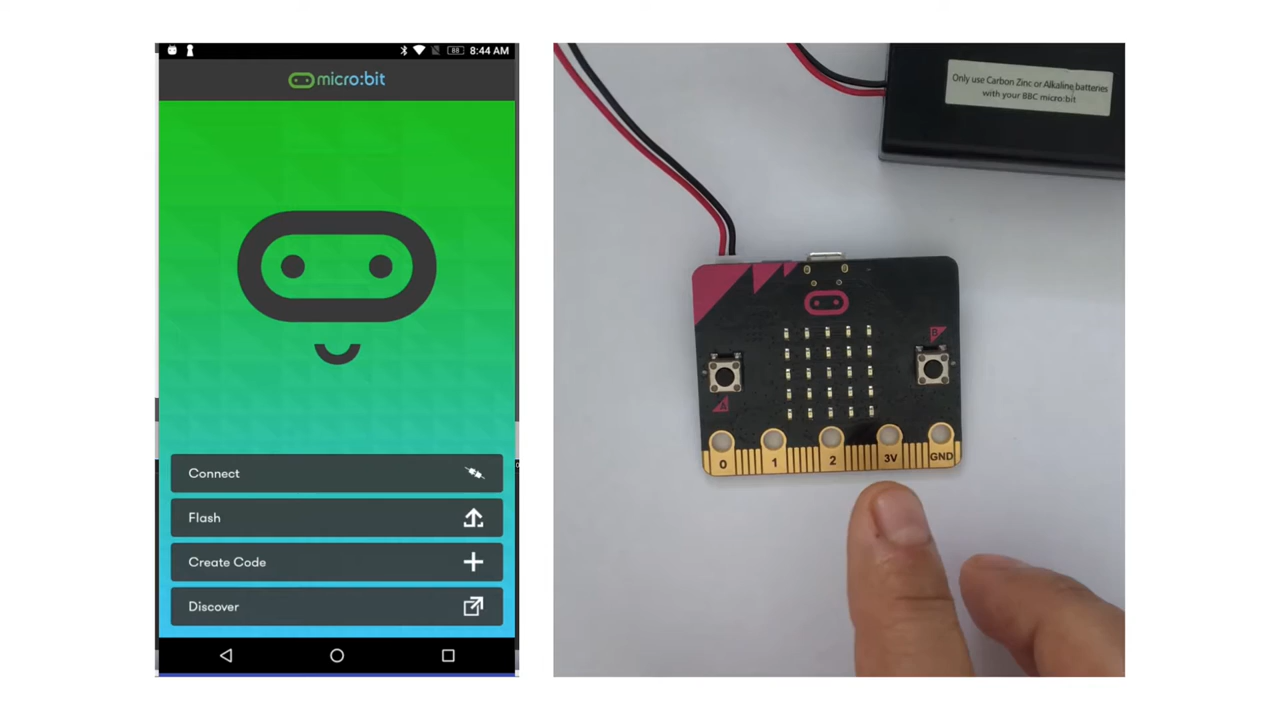 88 8:44 AM
micro:bit
Connect
Flash
Create Code
Discover
Only use Carbon Zinc or Alkaline batteries
with your BBC micro:bit
B
A
0 1 2 3V GND